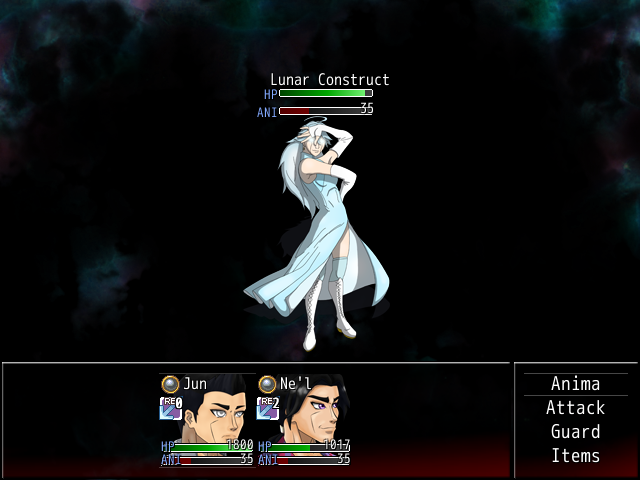 Lunar Construct
HP
ANI 35
Jun
Ne'l
RE 0
RE 2
HP 1800
HP 1017
ANI 35
ANI 35
Anima
Attack
Guard
Items